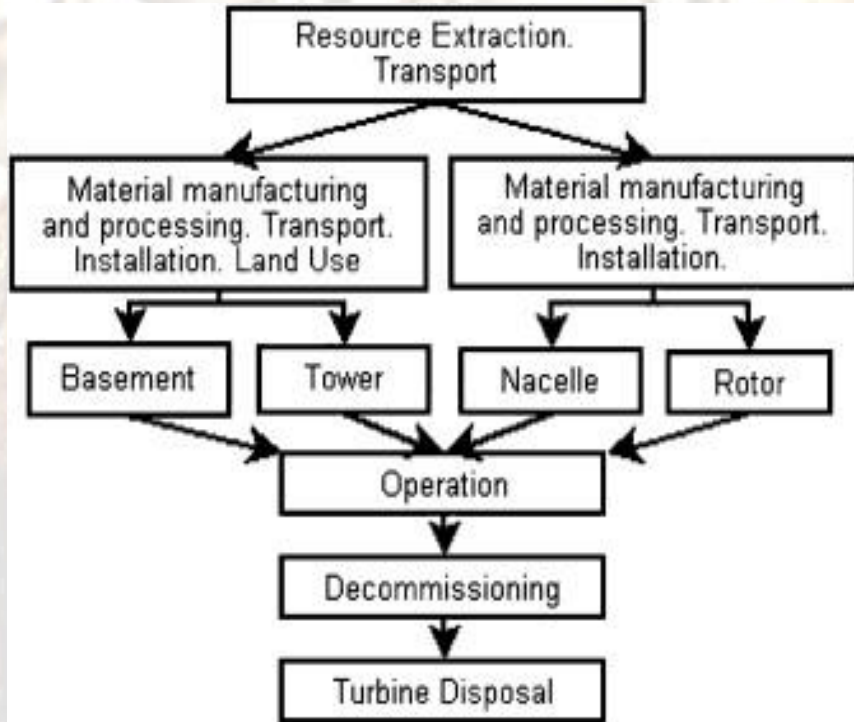 Resource Extraction.
Transport
Material manufacturing
and processing. Transport.
Installation. Land Use
Material manufacturing
and processing. Transport.
Installation.
Basement
Tower
Nacelle
Rotor
Operation
Decommissioning
Turbine Disposal